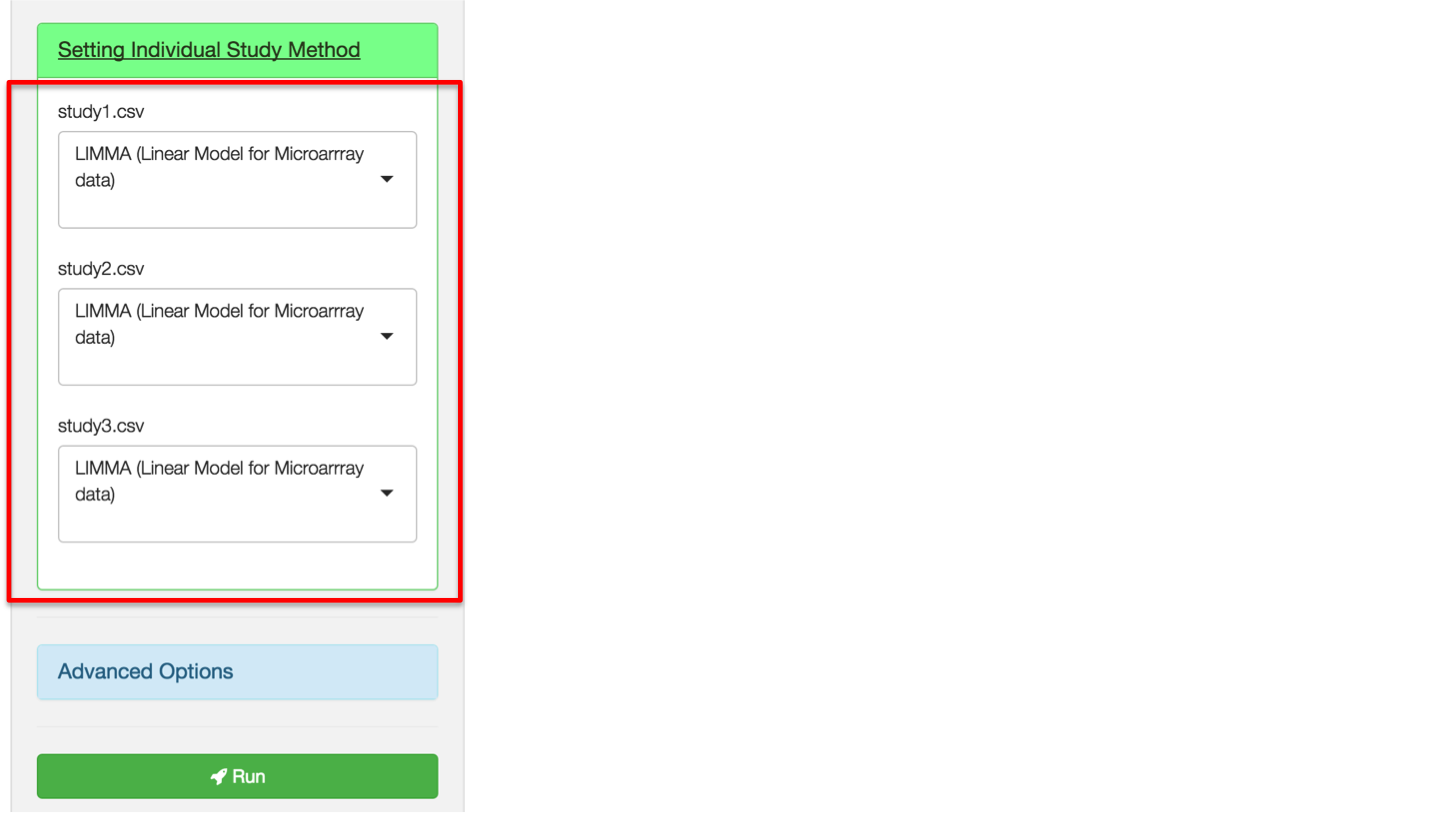 Setting Individual Study Method
study1.csv
LIMMA (Linear Model for Microarrray
data)
study2.csv
LIMMA (Linear Model for Microarrray
data)
study3.csv
LIMMA (Linear Model for Microarrray
data)
Advanced Options
Run